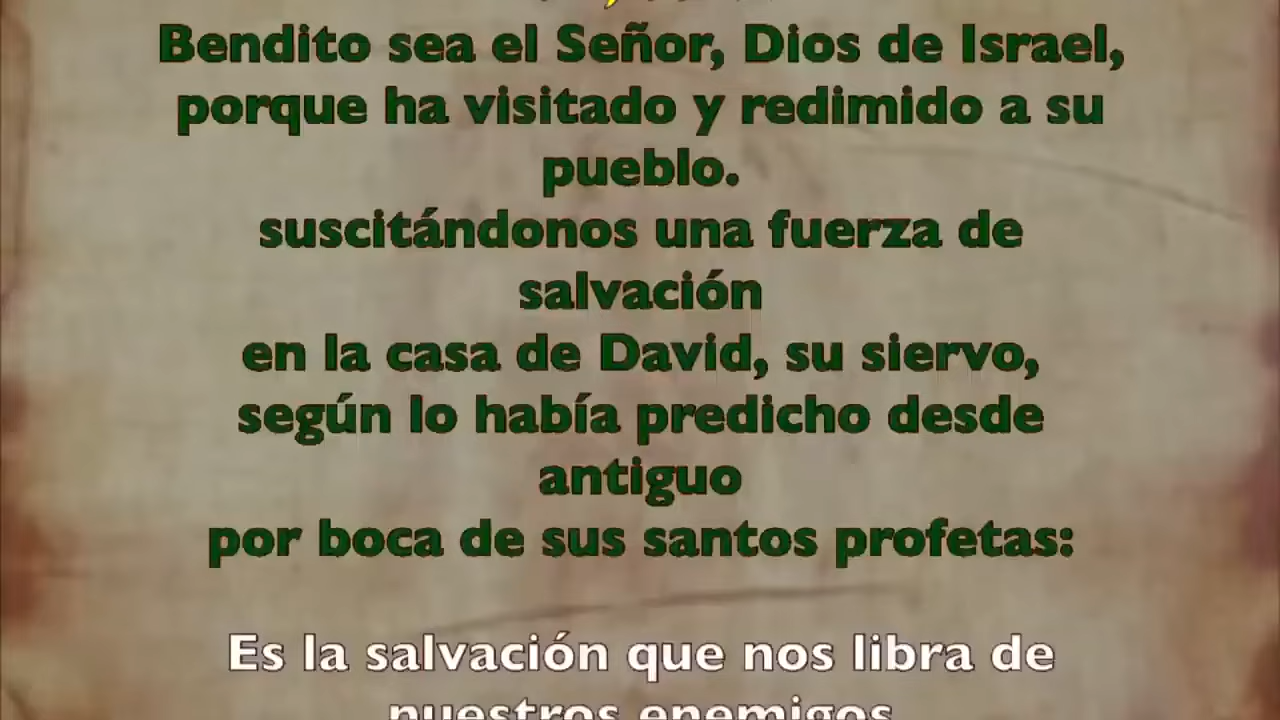 Bendito sea el Señor, Dios de Israel,
porque ha visitado y redimido a su
pueblo.
suscitándonos una fuerza de
salvación
en la casa de David, su siervo,
según lo había predicho desde
antiguo
por boca de sus santos profetas:
Es la salvación que nos libra de
nuestros enemigos